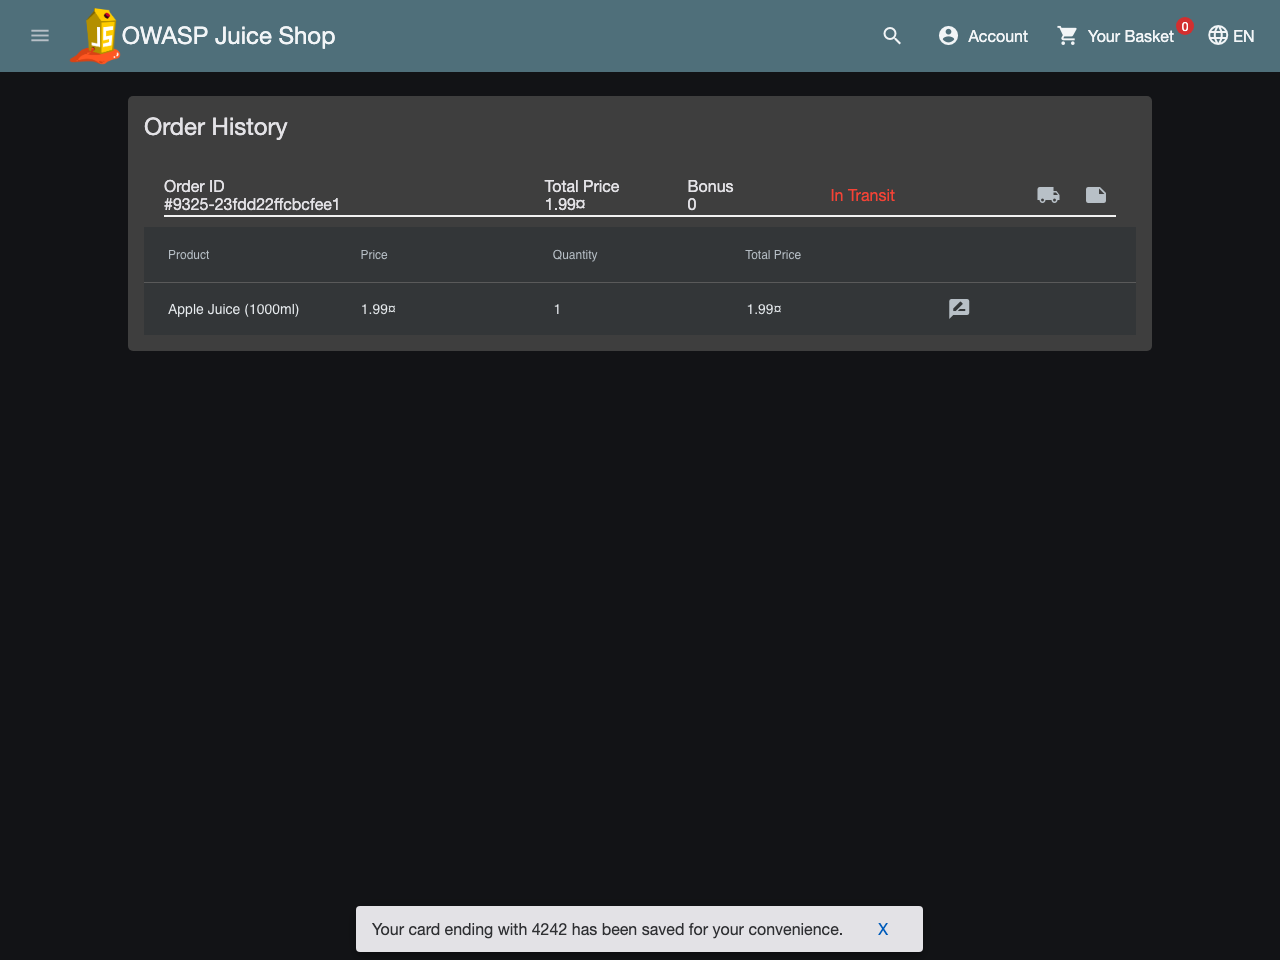 JS
OWASP Juice Shop
Account
Your Basket
0
EN
Order History
Order ID
#9325-23fdd22ffcbcfee1
Total Price
1.99¤
Bonus
0
In Transit
Product Price Quantity Total Price
Apple Juice (1000ml) 1.99¤ 1 1.99¤
Your card ending with 4242 has been saved for your convenience. X